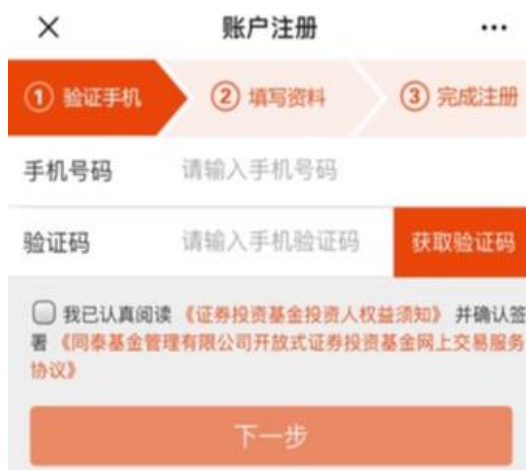 账户注册
① 验证手机 ② 填写资料 ③ 完成注册
手机号码 请输入手机号码
验证码 请输入手机验证码 获取验证码
我已认真阅读《证券投资基金投资人权益须知》并确认签
署《同泰基金管理有限公司开放式证券投资基金网上交易服务
协议》
下一步